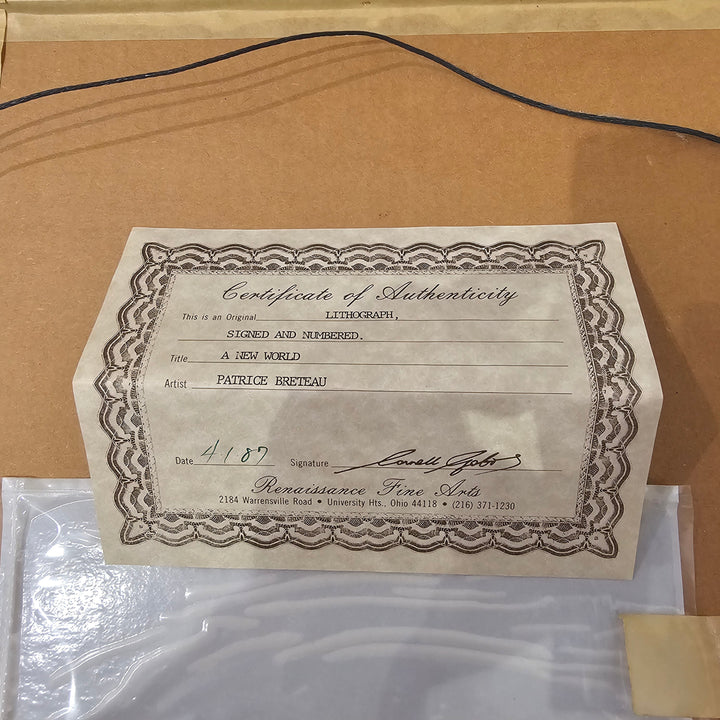 Certificate of Authenticity
This is an Original LITHOGRAPH,
SIGNED AND NUMBERED.
Title A NEW WORLD
Artist PATRICE BRETEAU
Date 4 1 87 Signature
Renaissance Fine Arts
2184 Warrensville Road • University Hts., Ohio 44118 • (216) 371-1230